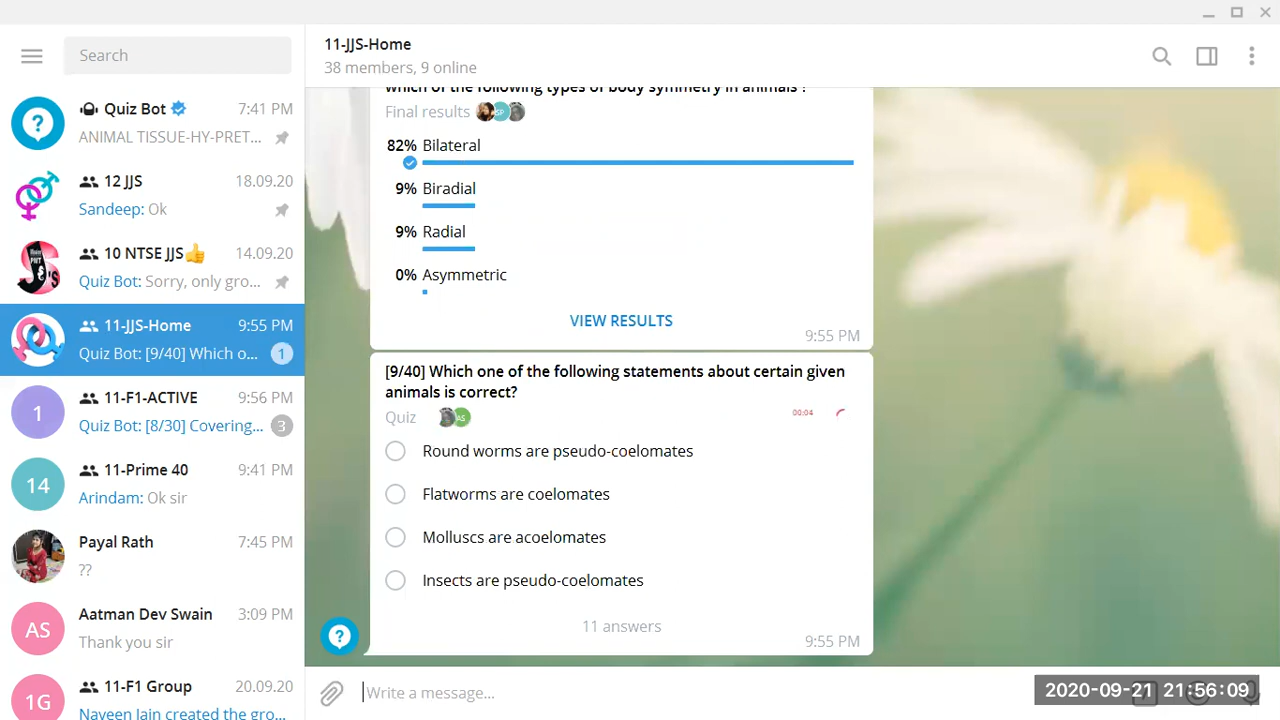 Search
Quiz Bot 7:41 PM
ANIMAL TISSUE-HY-PRET...
12 JJS 18.09.20
Sandeep: Ok
10 NTSE JJS👍 14.09.20
Quiz Bot: Sorry, only gro...
11-JJS-Home 9:55 PM
Quiz Bot: [9/40] Which o... 1
1 11-F1-ACTIVE 9:56 PM
Quiz Bot: [8/30] Covering... 3
14 11-Prime 40 9:41 PM
Arindam: Ok sir
Payal Rath 7:45 PM
??
AS Aatman Dev Swain 3:09 PM
Thank you sir
1G 11-F1 Group 20.09.20
Naveen Jain created the gro...
11-JJS-Home
38 members, 9 online
which of the following types of body symmetry in animals ?
Final results SP
82% Bilateral
9% Biradial
9% Radial
0% Asymmetric
VIEW RESULTS
9:55 PM
[9/40] Which one of the following statements about certain given
animals is correct?
Quiz AS 00:04
Round worms are pseudo-coelomates
Flatworms are coelomates
Molluscs are acoelomates
Insects are pseudo-coelomates
11 answers
9:55 PM
Write a message...
2020-09-21 21:56:09